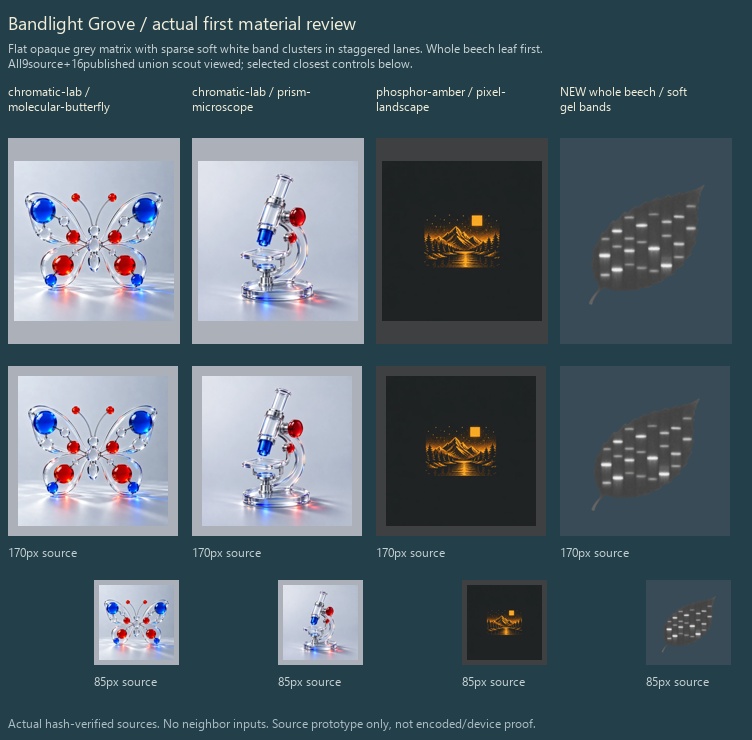 Bandlight Grove / actual first material review
Flat opaque grey matrix with sparse soft white band clusters in staggered lanes. Whole beech leaf first.
All9source+16published union scout viewed; selected closest controls below.
chromatic-lab /
molecular-butterfly
chromatic-lab / prism-
microscope
phosphor-amber / pixel-
landscape
NEW whole beech / soft
gel bands
170px source
170px source
170px source
170px source
85px source
85px source
85px source
85px source
Actual hash-verified sources. No neighbor inputs. Source prototype only, not encoded/device proof.